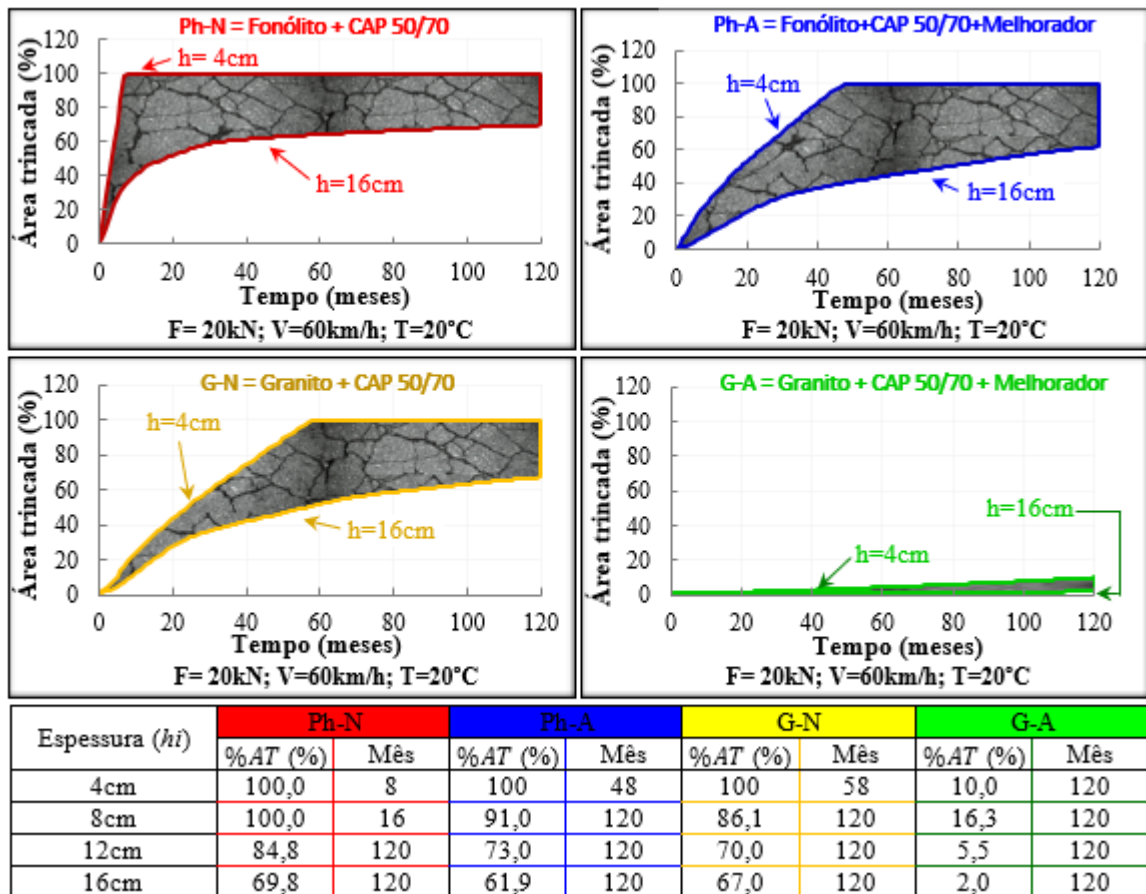 Ph-N = Fonólito + CAP 50/70
Área trincada (%)
120
100
80
60
40
20
0
h= 4cm
h=16cm
0 20 40 60 80 100 120
Tempo (meses)
F= 20kN; V=60km/h; T=20°C
Ph-A = Fonólito+CAP 50/70+Melhorador
Área trincada (%)
120
100
80
60
40
20
0
h=4cm
h=16cm
0 20 40 60 80 100 120
Tempo (meses)
F= 20kN; V=60km/h; T=20°C
G-N = Granito + CAP 50/70
Área trincada (%)
120
100
80
60
40
20
0
h=4cm
h=16cm
0 20 40 60 80 100 120
Tempo (meses)
F= 20kN; V=60km/h; T=20°C
G-A = Granito + CAP 50/70 + Melhorador
Área trincada (%)
120
100
80
60
40
20
0
h=16cm
h=4cm
0 20 40 60 80 100 120
Tempo (meses)
F= 20kN; V=60km/h; T=20°C
Espessura (hi) Ph-N Ph-A G-N G-A
%AT (%) Mês %AT (%) Mês %AT (%) Mês %AT (%) Mês
4cm 100,0 8 100 48 100 58 10,0 120
8cm 100,0 16 91,0 120 86,1 120 16,3 120
12cm 84,8 120 73,0 120 70,0 120 5,5 120
16cm 69,8 120 61,9 120 67,0 120 2,0 120